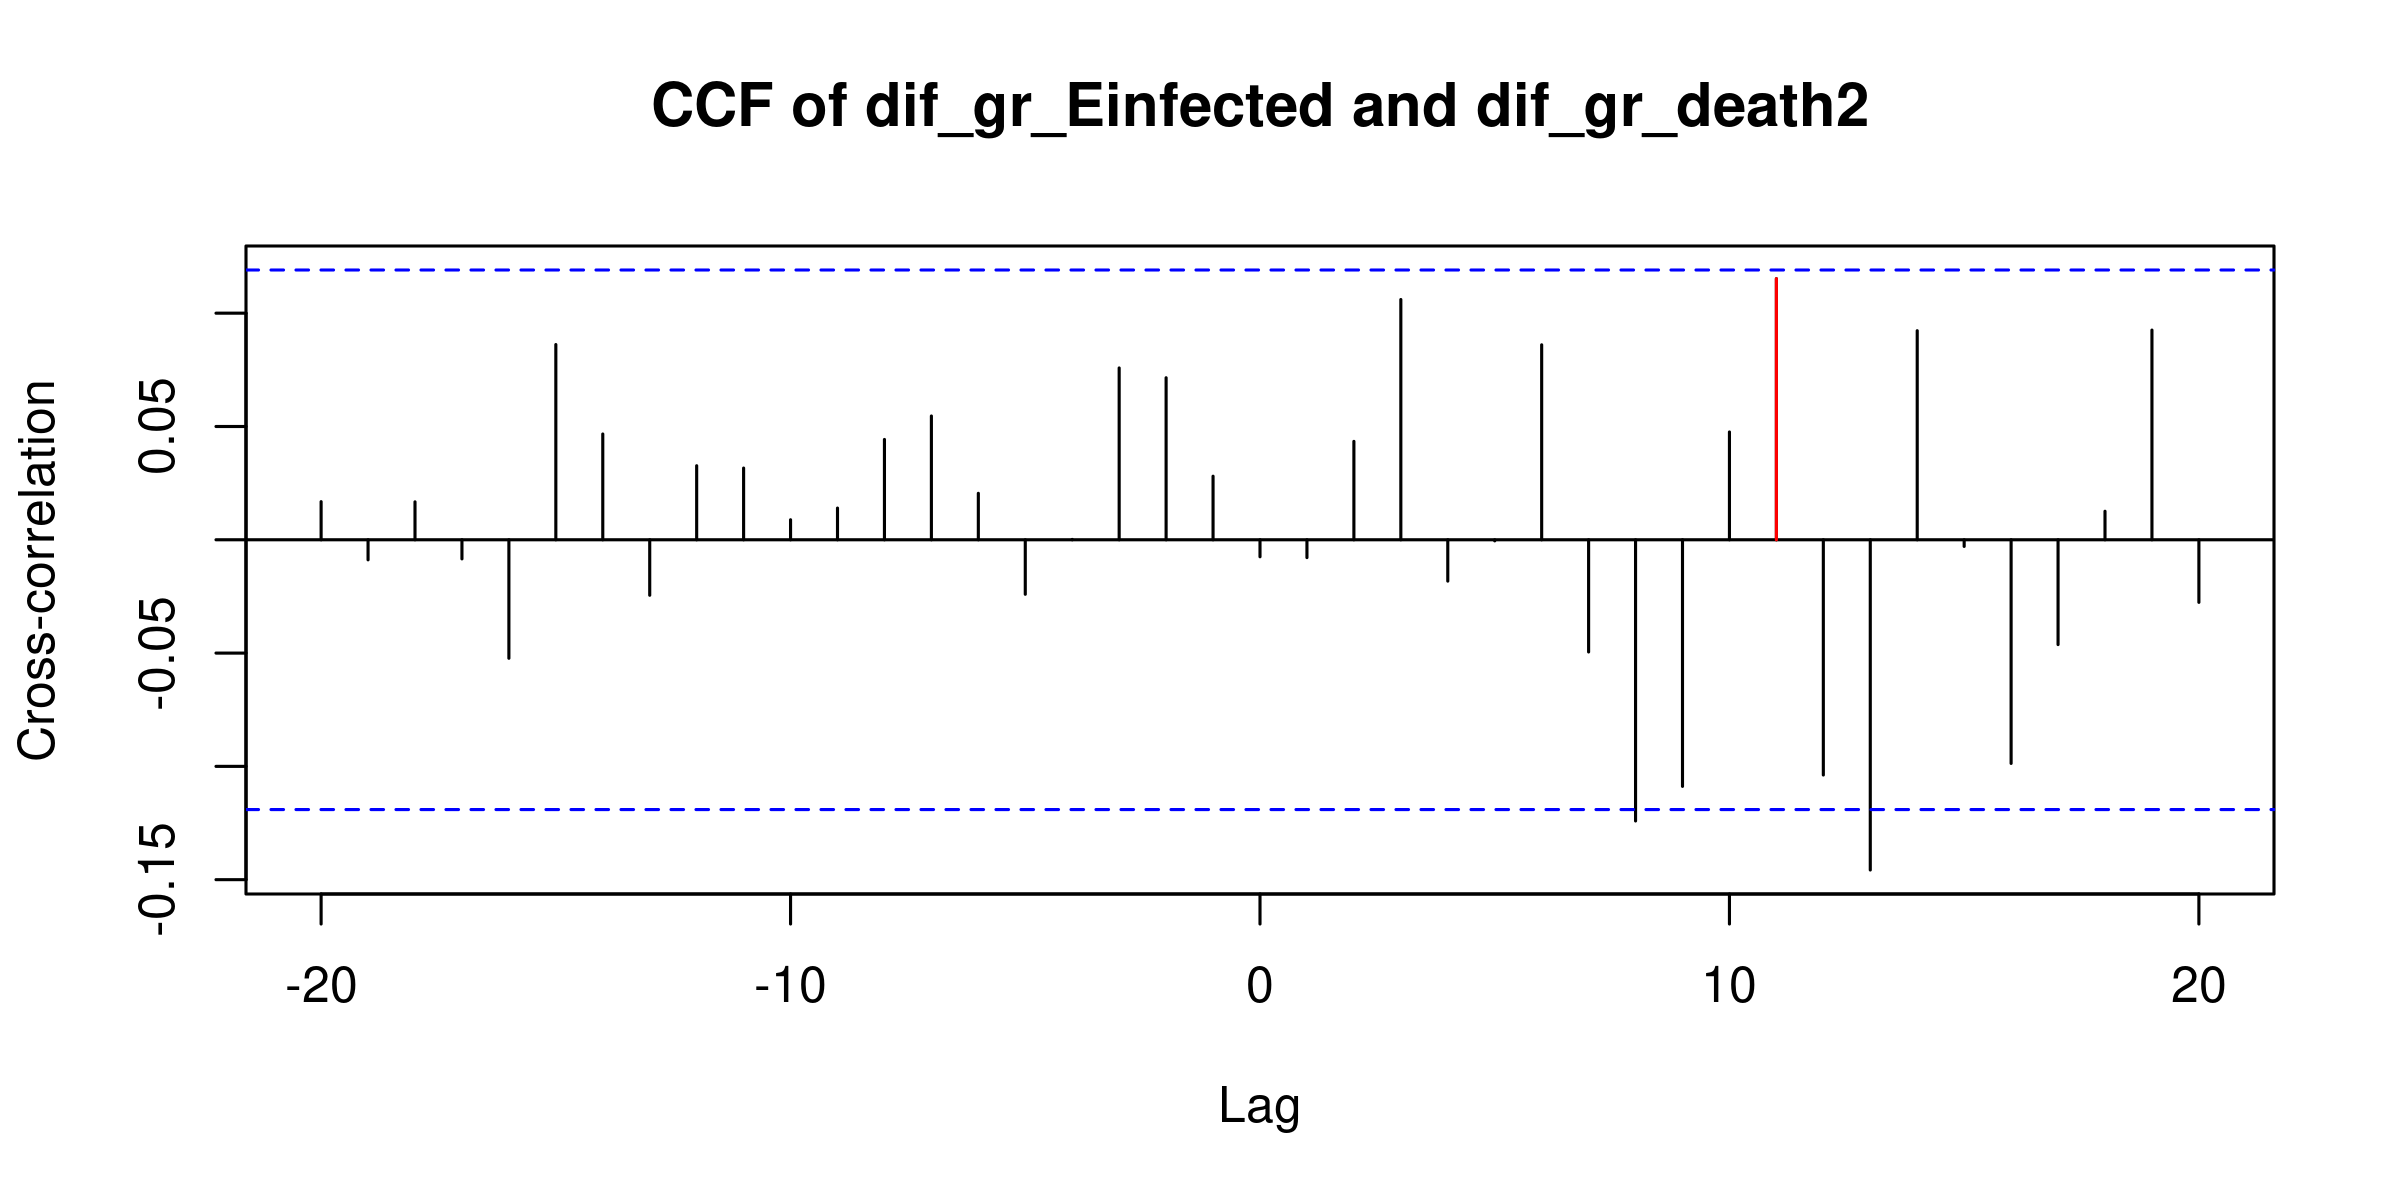 CCF of dif_gr_Einfected and dif_gr_death2
Cross-correlation
0.05
-0.05
-0.15
-20
-10
0
10
20
Lag